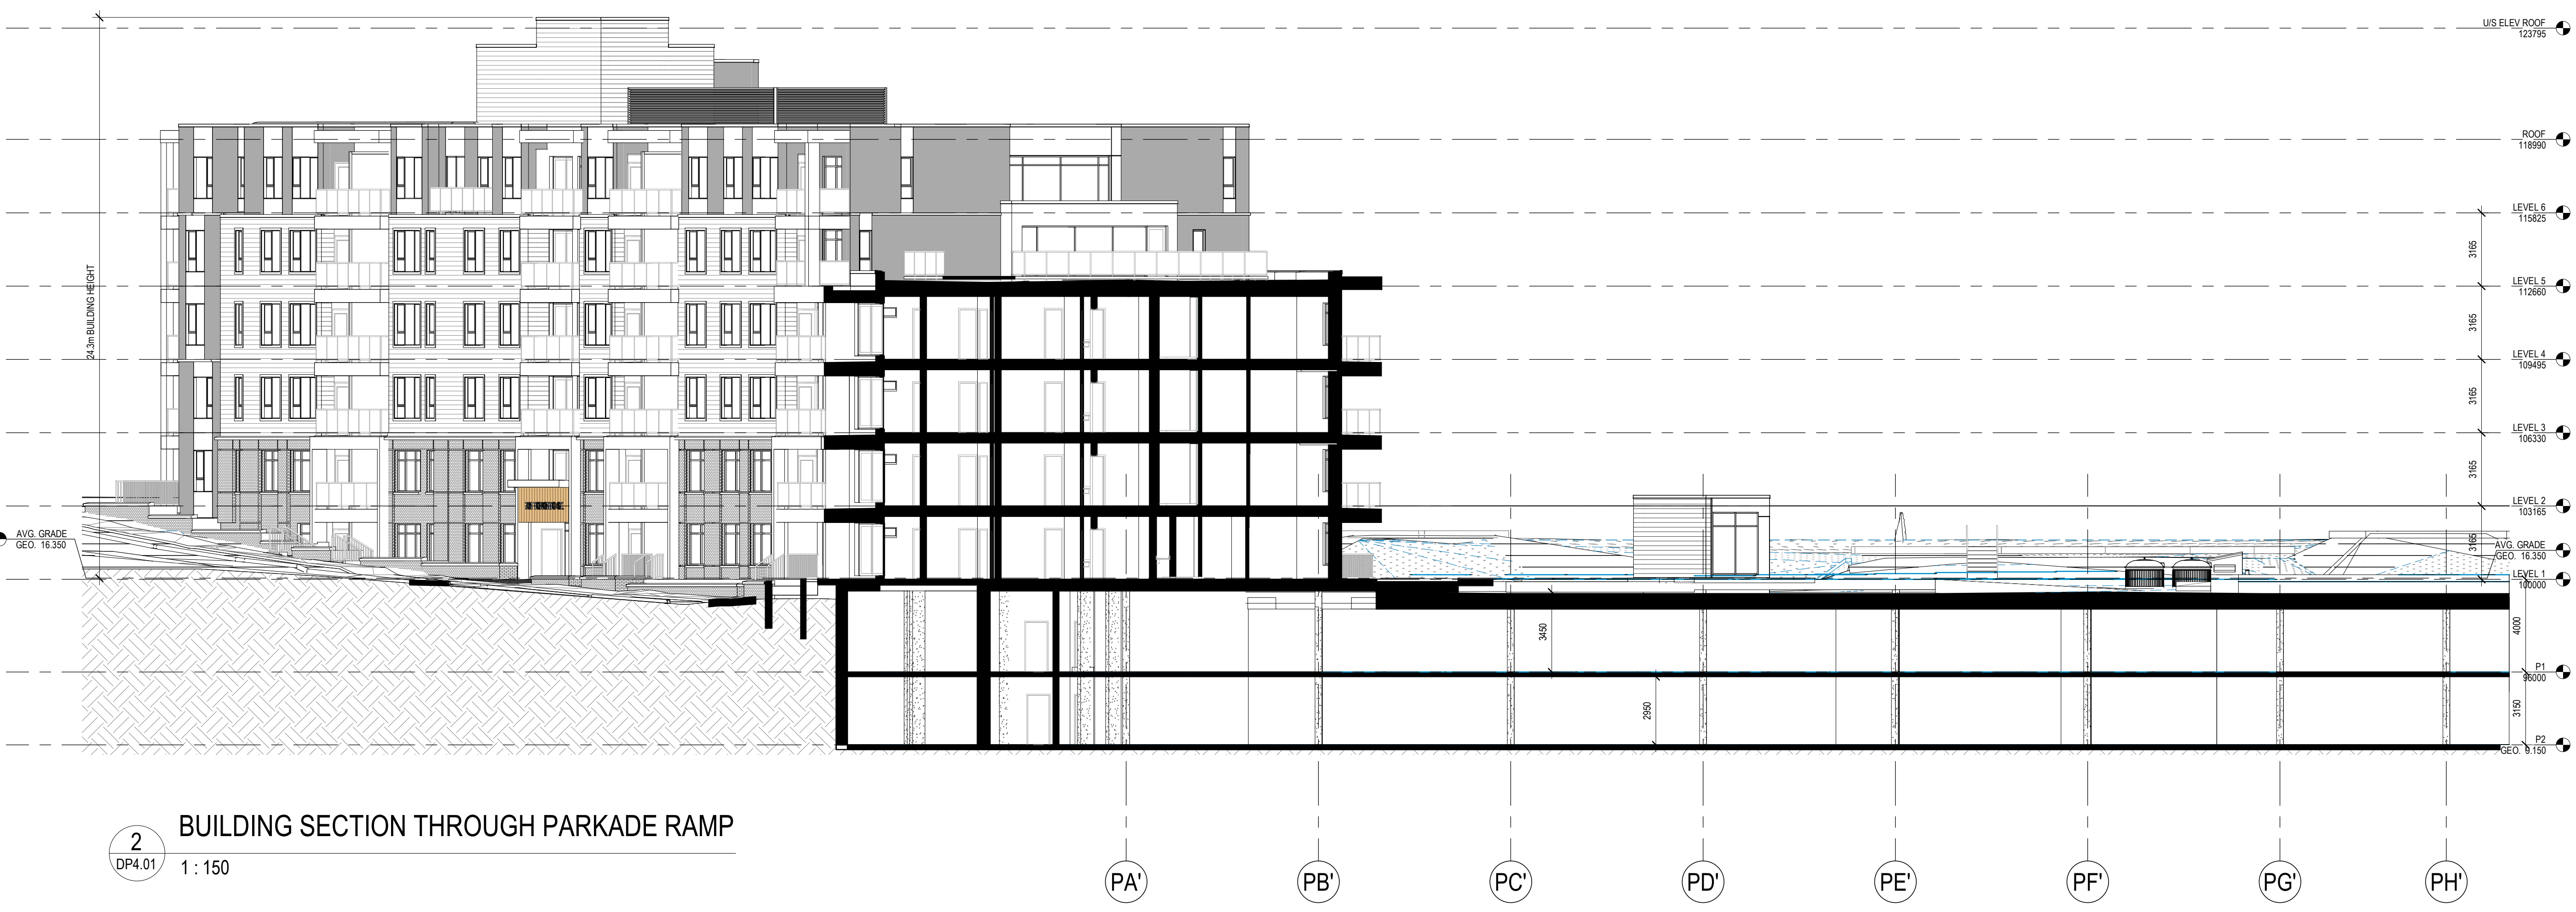 U/S ELEV ROOF
123795
ROOF
118990
LEVEL 6
115825
3165
LEVEL 5
112660
24.3m BUILDING HEIGHT
3165
LEVEL 4
109495
3165
LEVEL 3
106330
3165
LEVEL 2
103165
AVG. GRADE
GEO. 16.350
3165
AVG. GRADE
GEO. 16.350
LEVEL 1
100000
3450
4000
P1
96000
2950
3150
P2
GEO. 9.150
2
DP4.01
BUILDING SECTION THROUGH PARKADE RAMP
1 : 150
PA'
PB'
PC'
PD'
PE'
PF'
PG'
PH'